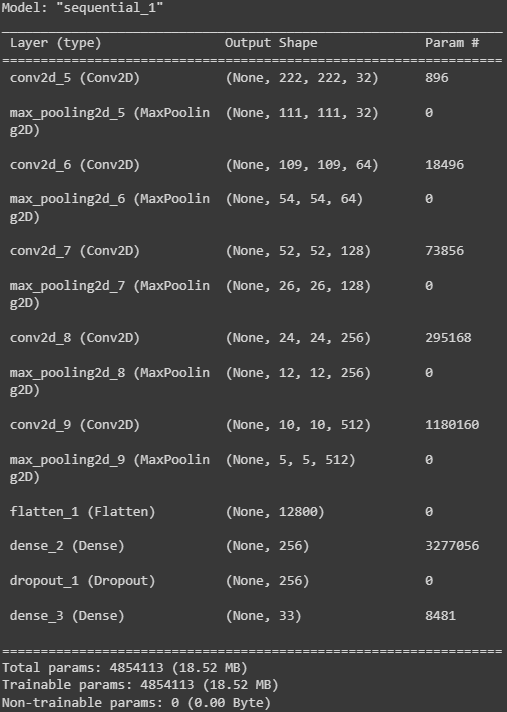 Model: "sequential_1"
Layer (type) Output Shape Param #
conv2d_5 (Conv2D) (None, 222, 222, 32) 896
max_pooling2d_5 (MaxPoolin (None, 111, 111, 32) 0
g2D)
conv2d_6 (Conv2D) (None, 109, 109, 64) 18496
max_pooling2d_6 (MaxPoolin (None, 54, 54, 64) 0
g2D)
conv2d_7 (Conv2D) (None, 52, 52, 128) 73856
max_pooling2d_7 (MaxPoolin (None, 26, 26, 128) 0
g2D)
conv2d_8 (Conv2D) (None, 24, 24, 256) 295168
max_pooling2d_8 (MaxPoolin (None, 12, 12, 256) 0
g2D)
conv2d_9 (Conv2D) (None, 10, 10, 512) 1180160
max_pooling2d_9 (MaxPoolin (None, 5, 5, 512) 0
g2D)
flatten_1 (Flatten) (None, 12800) 0
dense_2 (Dense) (None, 256) 3277056
dropout_1 (Dropout) (None, 256) 0
dense_3 (Dense) (None, 33) 8481
Total params: 4854113 (18.52 MB)
Trainable params: 4854113 (18.52 MB)
Non-trainable params: 0 (0.00 Byte)